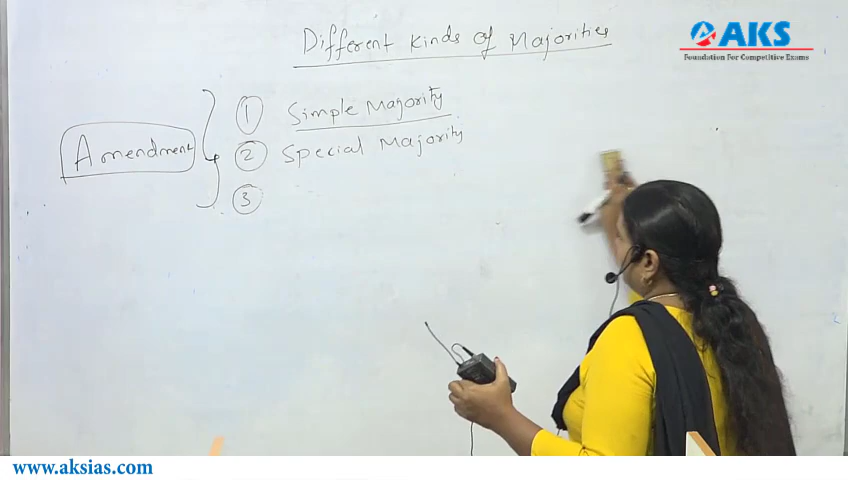 Different Kinds of Majorities
AKS
Foundation For Competitive Exams
Amendment
1 Simple Majority
2 Special Majority
3
www.aksias.com